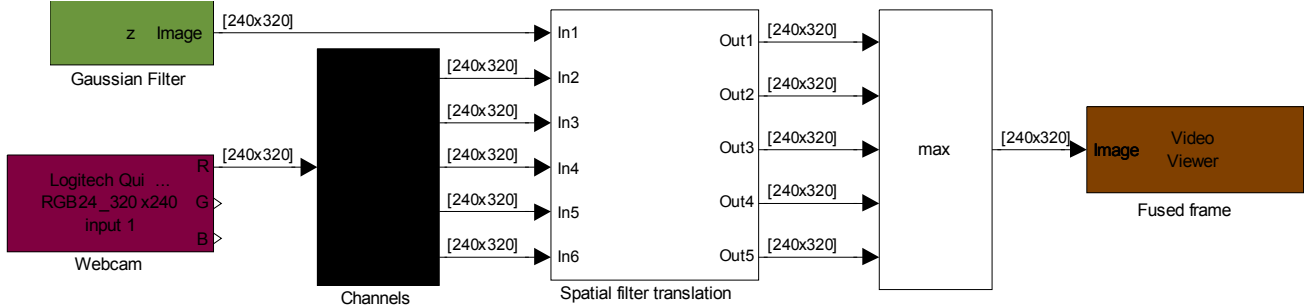 z Image
[240x320]
Gaussian Filter
Logitech Qui ...
RGB24_320 x240
input 1
R
G
B
Webcam
[240x320]
Channels
[240x320]
[240x320]
[240x320]
[240x320]
[240x320]
In1
In2
In3
In4
In5
In6
Out1
Out2
Out3
Out4
Out5
Spatial filter translation
[240x320]
[240x320]
[240x320]
[240x320]
[240x320]
max
[240x320]
Image
Video
Viewer
Fused frame